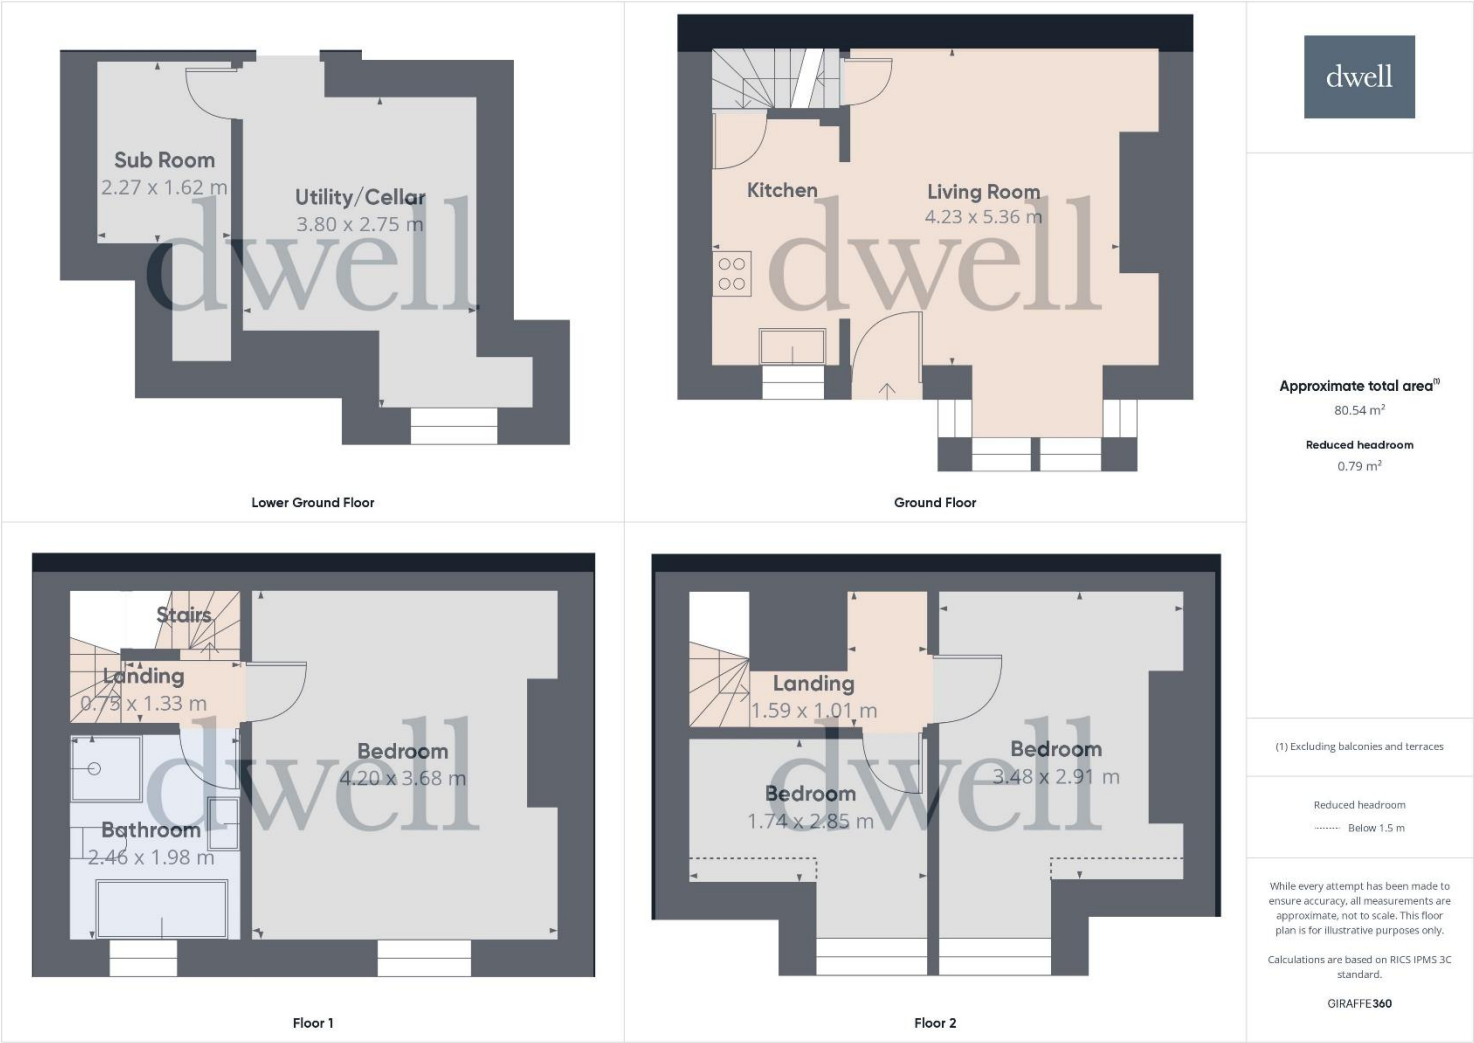 Sub Room
2.27 x 1.62 m
Utility/Cellar
3.80 x 2.75 m
dwell
Lower Ground Floor
Kitchen
Living Room
4.23 x 5.36 m
dwell
Ground Floor
Stairs
Landing
0.75 x 1.33 m
Bedroom
4.20 x 3.68 m
Bathroom
2.46 x 1.98 m
dwell
Floor 1
Landing
1.59 x 1.01 m
Bedroom
3.48 x 2.91 m
Bedroom
1.74 x 2.85 m
dwell
Floor 2
dwell
Approximate total area(1)
80.54 m²
Reduced headroom
0.79 m²
(1) Excluding balconies and terraces
Reduced headroom
Below 1.5 m
While every attempt has been made to
ensure accuracy, all measurements are
approximate, not to scale. This floor
plan is for illustrative purposes only.
Calculations are based on RICS IPMS 3C
standard.
GIRAFFE360